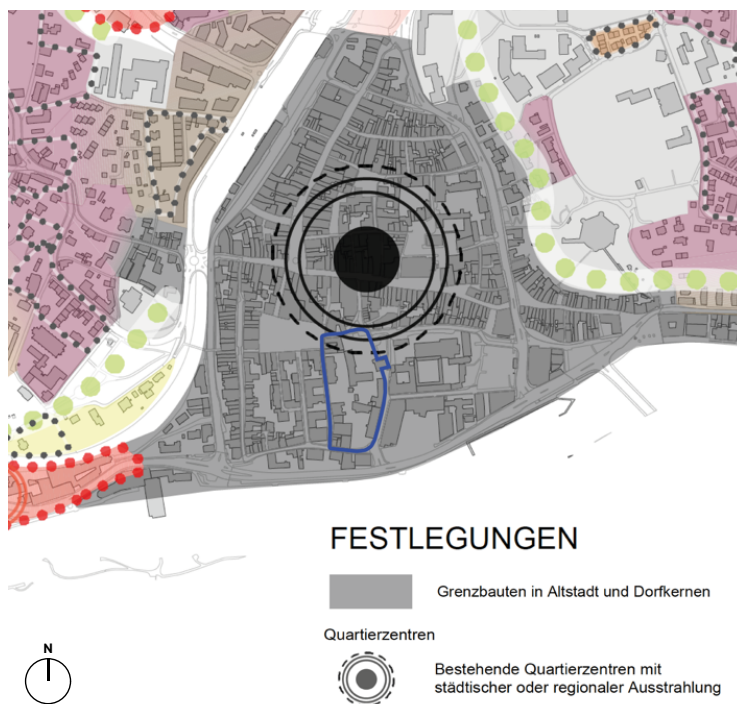 FESTLEGUNGEN
Grenzbauten in Altstadt und Dorfkernen
Quartierzentren
N
Bestehende Quartierzentren mit
städtischer oder regionaler Ausstrahlung